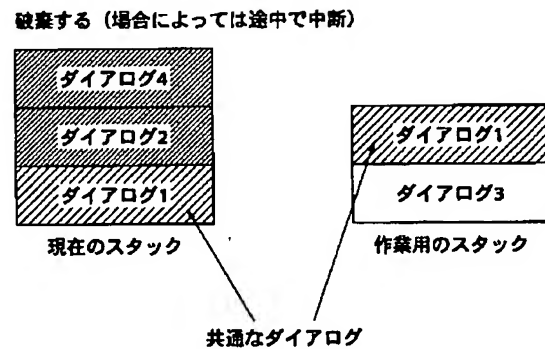 破棄する（場合によっては途中で中断）
ダイアログ4
ダイアログ2
ダイアログ1
現在のスタック
ダイアログ1
ダイアログ3
作業用のスタック
共通なダイアログ